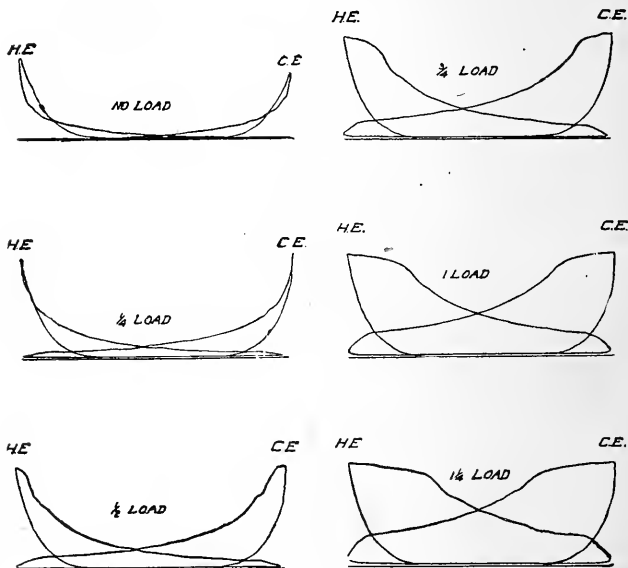 H.E
C.E
NO LOAD
H.E.
C.E.
¾ LOAD
H.E
C.E.
¼ LOAD
H.E.
C.E.
1 LOAD
H.E
C.E
½ LOAD
H.E
C.E.
1¼ LOAD